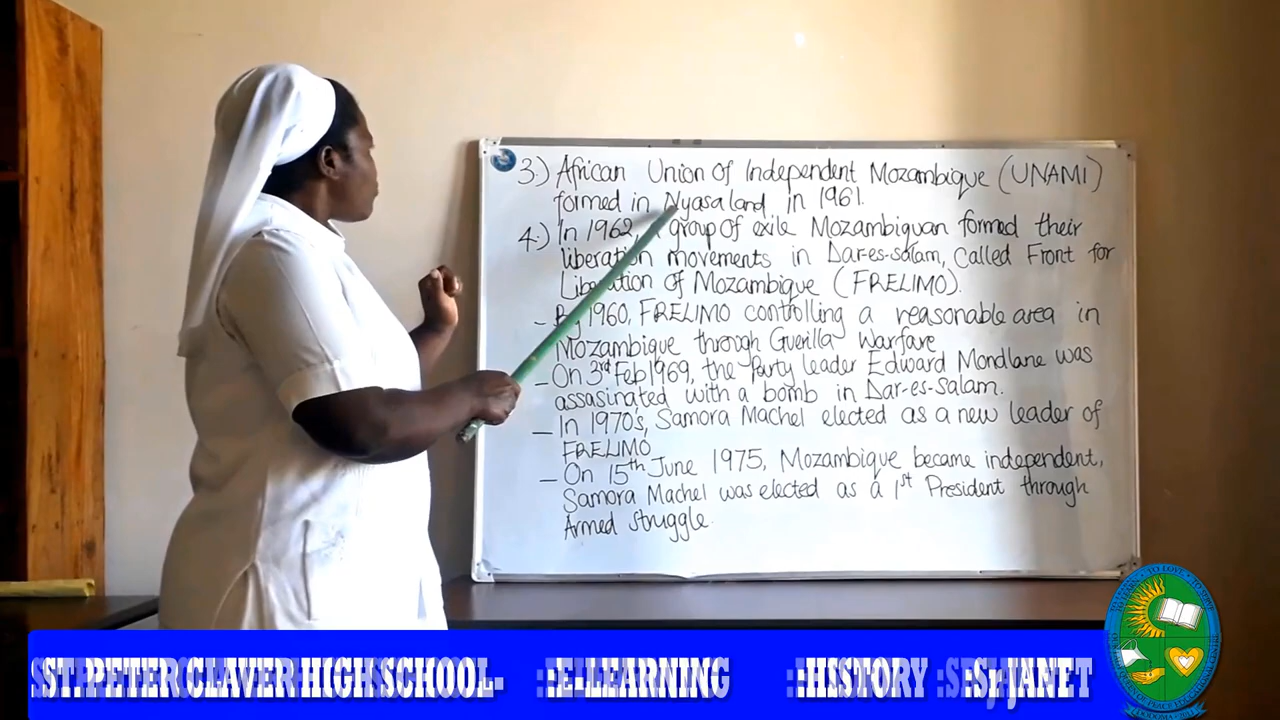 3.) African Union of Independent Mozambique (UNAMI)
formed in Nyasaland in 1961.
4.) In 1962, group of exile Mozambiquan formed their
liberation movements in Dar-es-salam, Called Front for
Liberation of Mozambique (FRELIMO).
- By 1960, FRELIMO controlling a reasonable area in
Mozambique through Guerilla Warfare
- On 3rd Feb 1969, the Party leader Edward Mondlane was
assasinated with a bomb in Dar-es-salam.
- In 1970's, Samora Machel elected as a new leader of
FRELIMO
- On 15th June 1975, Mozambique became independent,
Samora Machel was elected as a 1st President through
Armed struggle.
ST. PETER CLAVER HIGH SCHOOL- :E-LEARNING :HISTORY :Sr JANET
TO LOVE
DODOMA